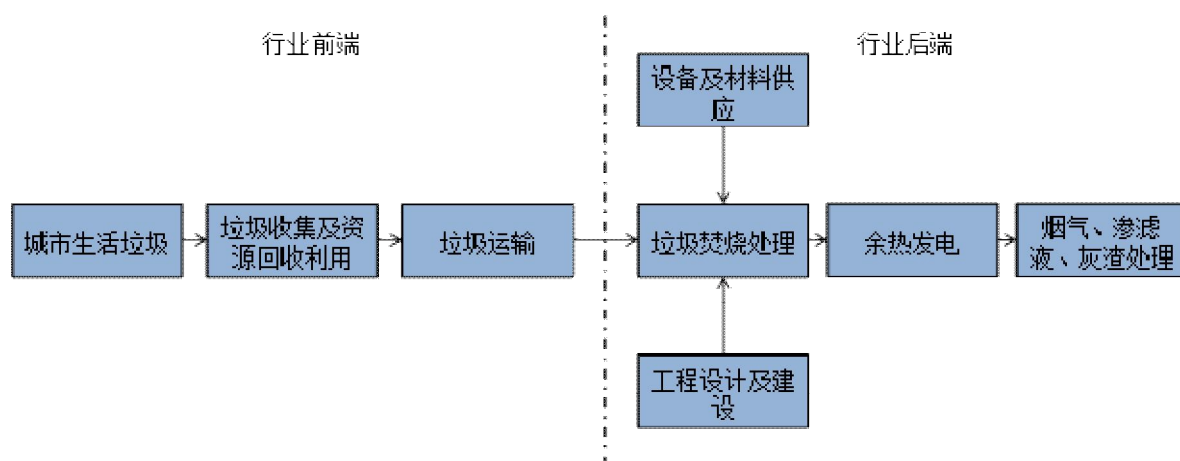 行业前端
行业后端
设备及材料供
应
城市生活垃圾
垃圾收集及资
源回收利用
垃圾运输
垃圾焚烧处理
余热发电
烟气、渗滤
液、灰渣处理
工程设计及建
设